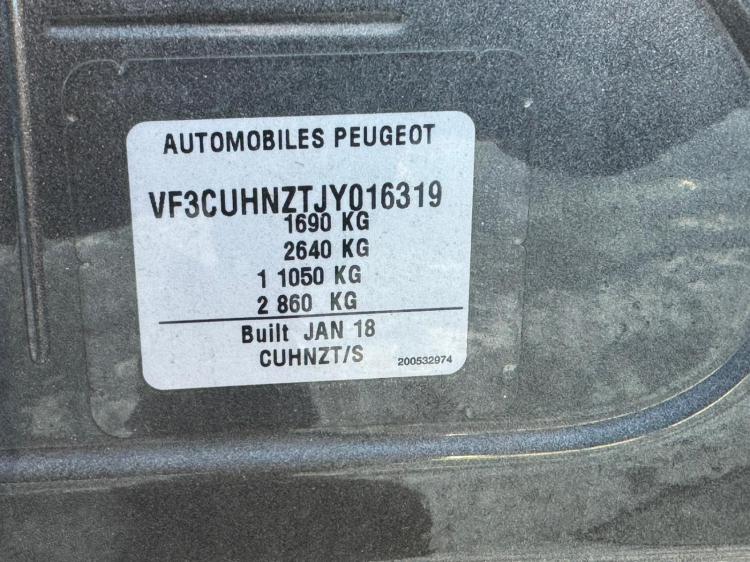 AUTOMOBILES PEUGEOT
VF3CUHNZTJY016319
1690 KG
2640 KG
1 1050 KG
2 860 KG
Built JAN 18
CUHNZT/S
200532974